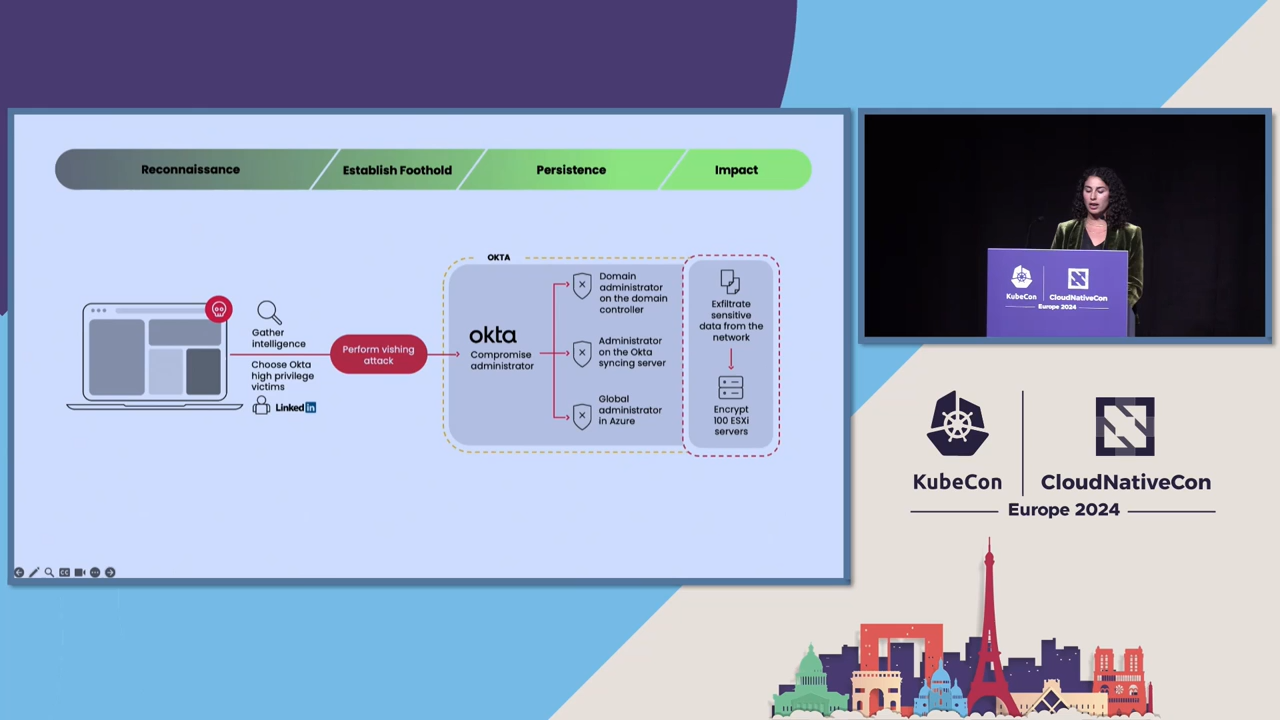 Reconnaissance
Establish Foothold
Persistence
Impact
Gather
intelligence
Choose Okta
high privilege
victims
Linked in
Perform vishing
attack
OKTA
okta
Compromise
administrator
Domain
administrator
on the domain
controller
Administrator
on the Okta
syncing server
Global
administrator
in Azure
Exfiltrate
sensitive
data from the
network
Encrypt
100 ESXi
servers
CC
KubeCon
CloudNativeCon
Europe 2024
KubeCon
CloudNativeCon
Europe 2024